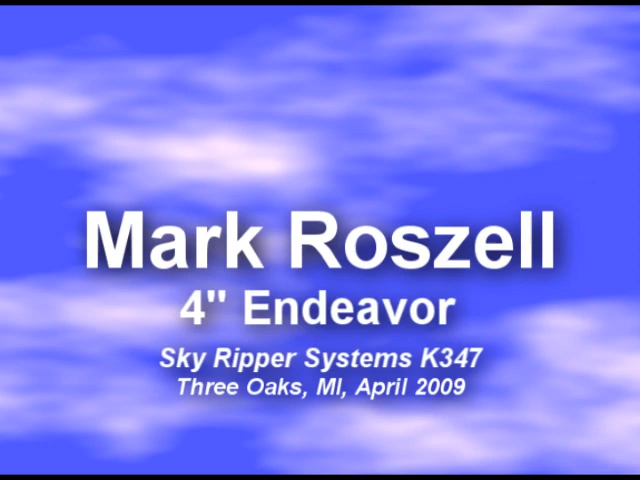 Mark Roszell
4" Endeavor
Sky Ripper Systems K347
Three Oaks, MI, April 2009